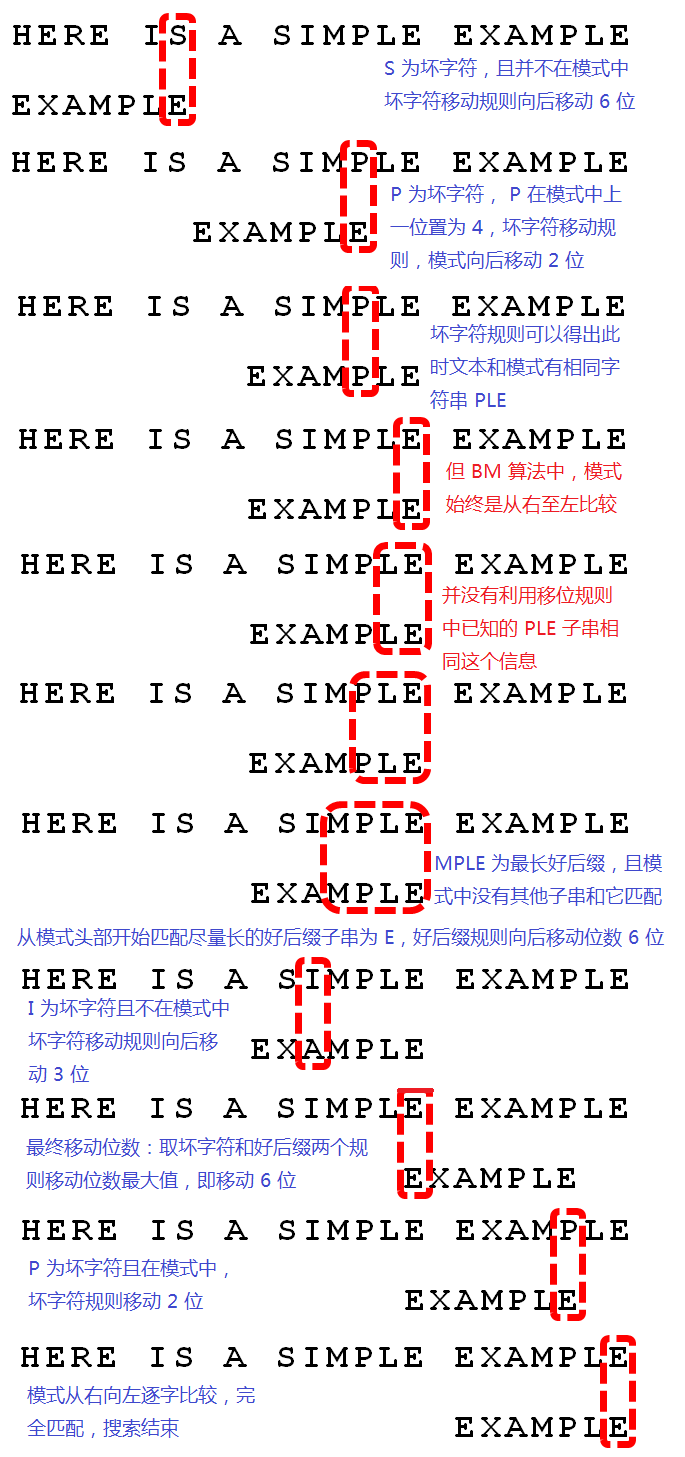 HERE IS A SIMPLE EXAMPLE
S 为坏字符，且并不在模式中
坏字符移动规则向后移动 6 位
EXAMPLE
HERE IS A SIMPLE EXAMPLE
P 为坏字符， P 在模式中上
一位置为 4，坏字符移动规
则，模式向后移动 2 位
EXAMPLE
HERE IS A SIMPLE EXAMPLE
坏字符规则可以得出此
时文本和模式有相同字
符串 PLE
EXAMPLE
HERE IS A SIMPLE EXAMPLE
但 BM 算法中，模式
始终是从右至左比较
EXAMPLE
HERE IS A SIMPLE EXAMPLE
并没有利用移位规则
中已知的 PLE 子串相
同这个信息
EXAMPLE
HERE IS A SIMPLE EXAMPLE
EXAMPLE
HERE IS A SIMPLE EXAMPLE
MPLE 为最长好后缀，且模
式中没有其他子串和它匹配
EXAMPLE
从模式头部开始匹配尽量长的好后缀子串为 E，好后缀规则向后移动位数 6 位
HERE IS A SIMPLE EXAMPLE
I 为坏字符且不在模式中
坏字符移动规则向后移
动 3 位
EXAMPLE
HERE IS A SIMPLE EXAMPLE
最终移动位数：取坏字符和好后缀两个规
则移动位数最大值，即移动 6 位
EXAMPLE
HERE IS A SIMPLE EXAMPLE
P 为坏字符且在模式中，
坏字符规则移动 2 位
EXAMPLE
HERE IS A SIMPLE EXAMPLE
模式从右向左逐字比较，完
全匹配，搜索结束
EXAMPLE